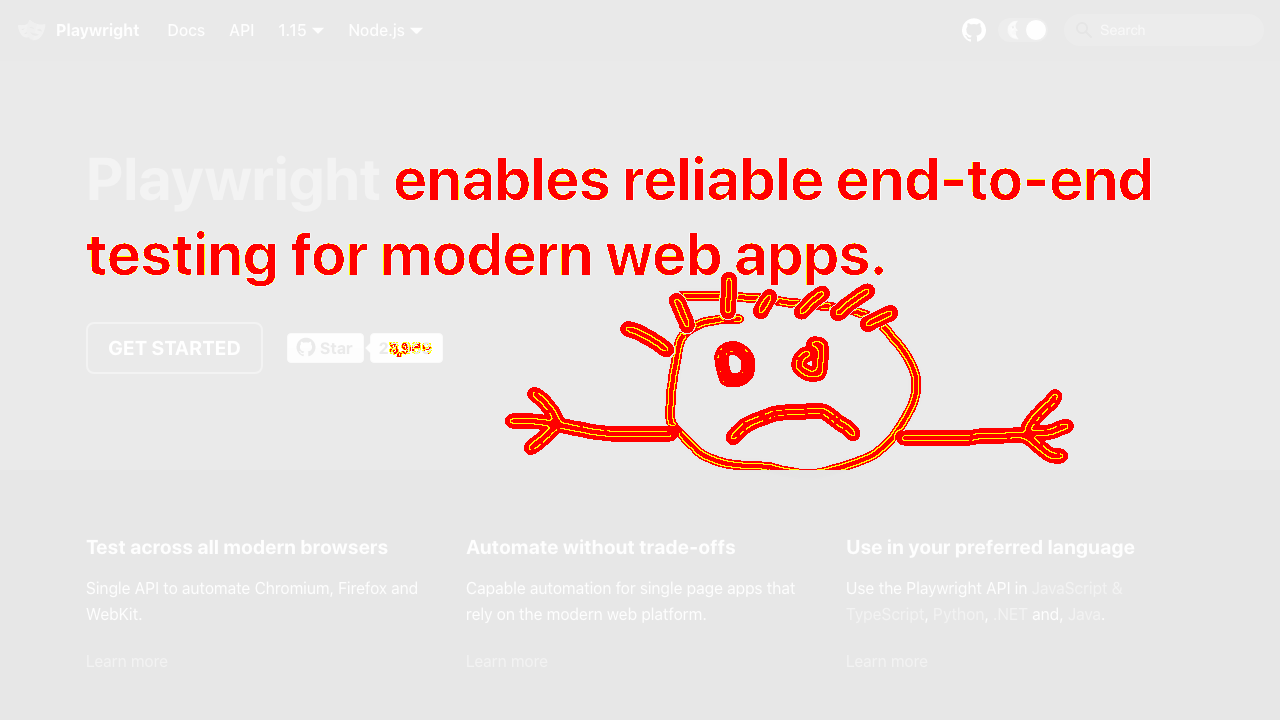 Playwright Docs API 1.15 Node.js Search
Playwright enables reliable end-to-end
testing for modern web apps.
GET STARTED Star
Test across all modern browsers
Single API to automate Chromium, Firefox and
WebKit.
Learn more
Automate without trade-offs
Capable automation for single page apps that
rely on the modern web platform.
Learn more
Use in your preferred language
Use the Playwright API in JavaScript &
TypeScript, Python, .NET and, Java.
Learn more